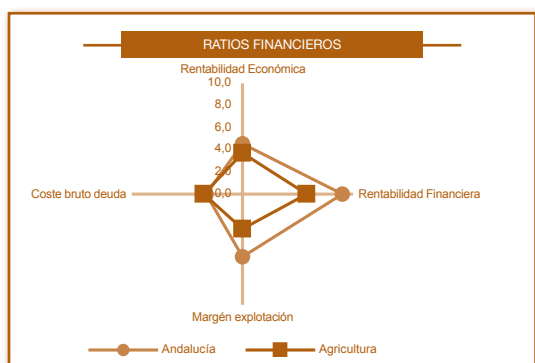 RATIOS FINANCIEROS
Rentabilidad Económica
10,0
8,0
6,0
4,0
2,0
0,0
Coste bruto deuda
Rentabilidad Financiera
Margén explotación
Andalucía
Agricultura